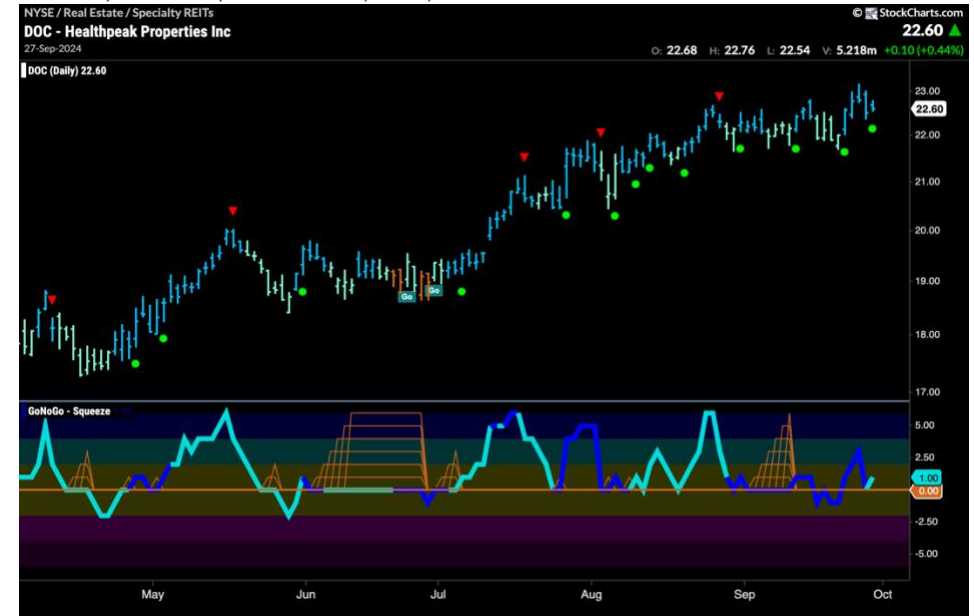 NYSE / Real Estate / Specialty REITs
© StockCharts.com
DOC - Healthpeak Properties Inc
22.60
27-Sep-2024
O: 22.68 H: 22.76 L: 22.54 V: 5.218m +0.10 (+0.44%)
DOC (Daily) 22.60
23.00
22.60
22.00
21.00
20.00
19.00
18.00
17.00
Go
Go
GoNoGo - Squeeze
5.00
2.50
1.00
0.00
-2.50
-5.00
May
Jun
Jul
Aug
Sep
Oct